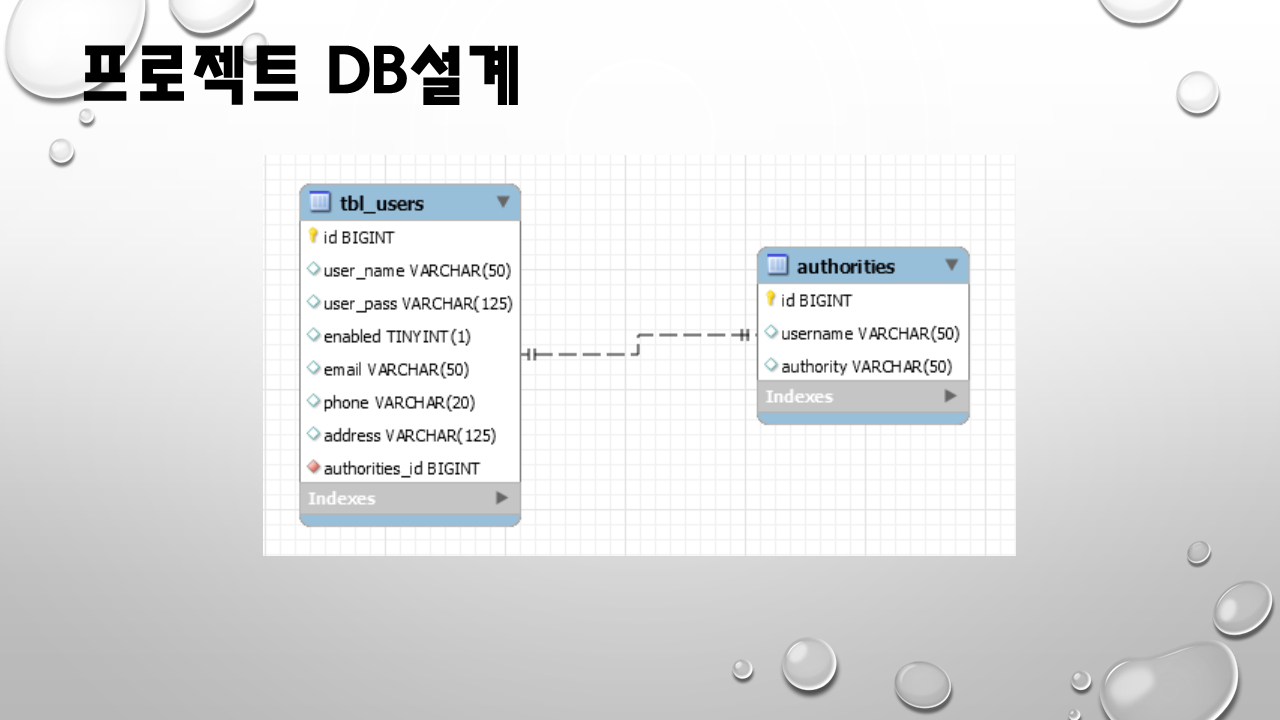 프로젝트 DB설계
tbl_users
id BIGINT
user_name VARCHAR(50)
user_pass VARCHAR(125)
enabled TINYINT(1)
email VARCHAR(50)
phone VARCHAR(20)
address VARCHAR(125)
authorities_id BIGINT
Indexes
authorities
id BIGINT
username VARCHAR(50)
authority VARCHAR(50)
Indexes